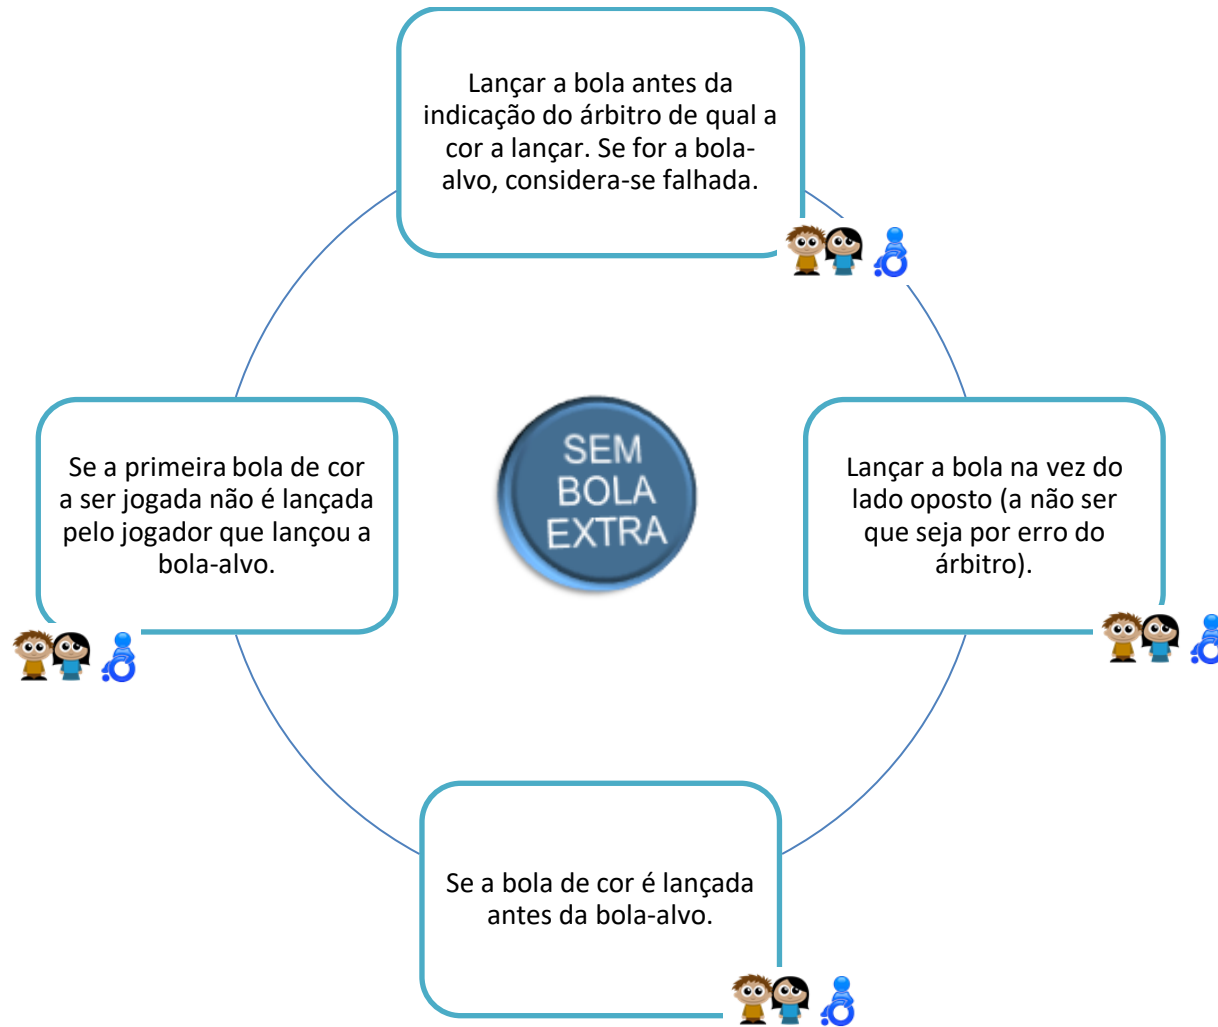 Lançar a bola antes da
indicação do árbitro de qual a
cor a lançar. Se for a bola-
alvo, considera-se falhada.
Se a primeira bola de cor
a ser jogada não é lançada
pelo jogador que lançou a
bola-alvo.
SEM
BOLA
EXTRA
Lançar a bola na vez do
lado oposto (a não ser
que seja por erro do
árbitro).
Se a bola de cor é lançada
antes da bola-alvo.